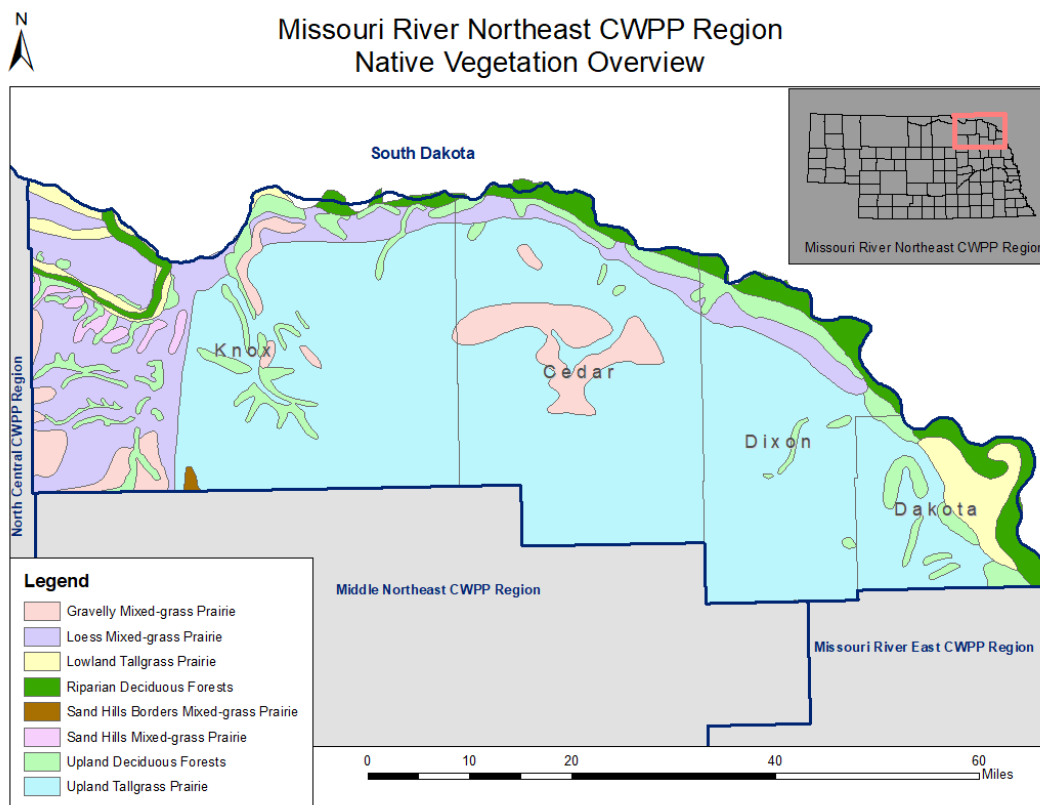 N
Missouri River Northeast CWPP Region
Native Vegetation Overview
South Dakota
Missouri River Northeast CWPP Region
North Central CWPP Region
Knox
Cedar
Dixon
Dakota
Middle Northeast CWPP Region
Missouri River East CWPP Region
Legend
Gravelly Mixed-grass Prairie
Loess Mixed-grass Prairie
Lowland Tallgrass Prairie
Riparian Deciduous Forests
Sand Hills Borders Mixed-grass Prairie
Sand Hills Mixed-grass Prairie
Upland Deciduous Forests
Upland Tallgrass Prairie
0 10 20 40 60
Miles